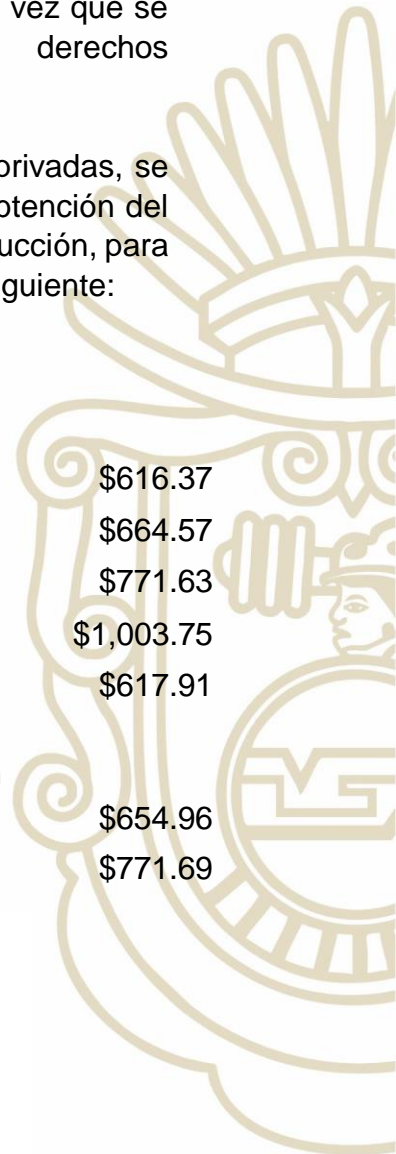 vez que se
derechos
privadas, se
otención del
ucción, para
guiente:
$616.37
$664.57
$771.63
$1,003.75
$617.91
$654.96
$771.69